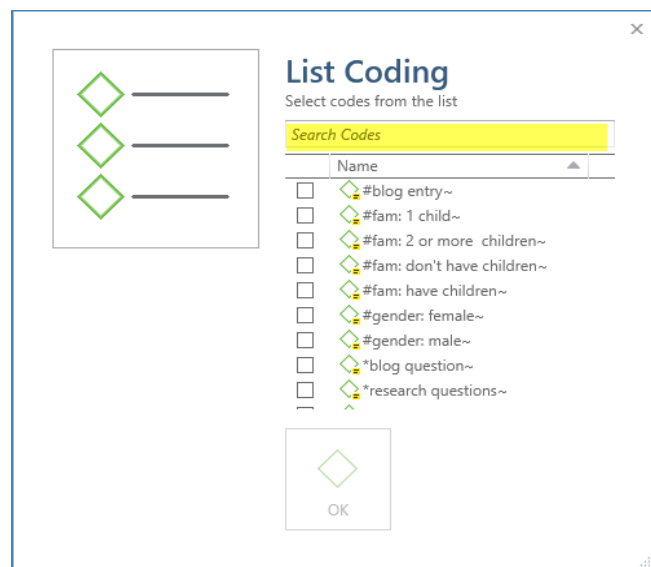 List Coding
Select codes from the list
Search Codes
Name
#blog entry~
#fam: 1 child~
#fam: 2 or more  children~
#fam: don't have children~
#fam: have children~
#gender: female~
#gender: male~
*blog question~
*research questions~
OK